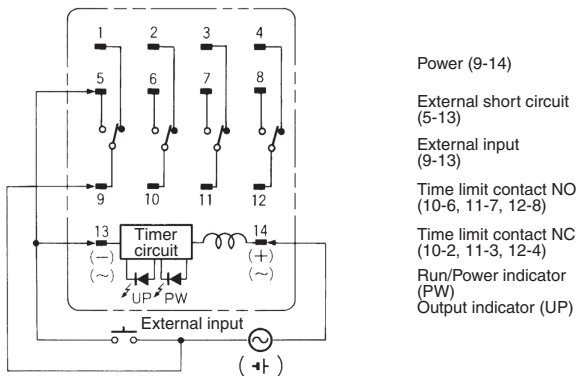 1 2 3 4
5 6 7 8
9 10 11 12
13 Timer circuit 14
(−) (+)
(~) (~)
UP PW
External input
Power (9-14)
External short circuit
(5-13)
External input
(9-13)
Time limit contact NO
(10-6, 11-7, 12-8)
Time limit contact NC
(10-2, 11-3, 12-4)
Run/Power indicator
(PW)
Output indicator (UP)